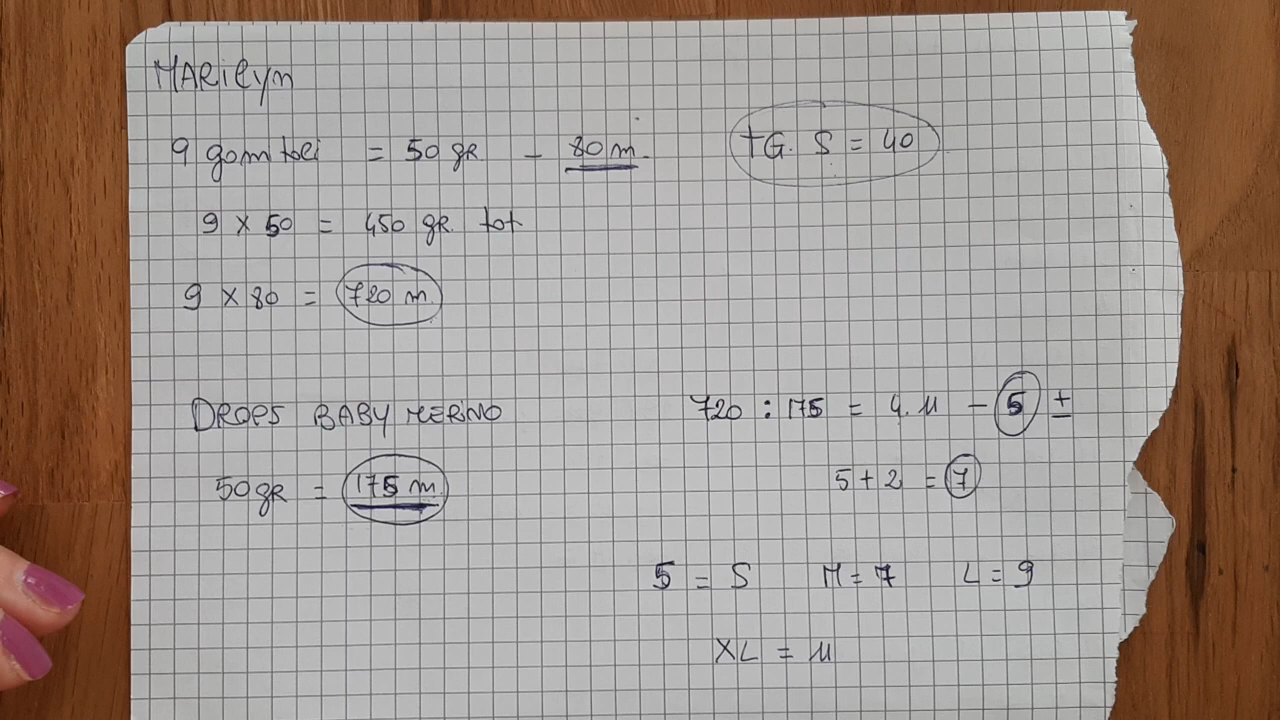 MARilyn
9 gomitoli = 50 gr - 80 m. TG. S = 40
9 x 50 = 450 gr. tot.
9 x 80 = 720 m.
DROPS BABY MERINO 720 : 175 = 4.11 - 5 ±
50 gr = 175 m. 5 + 2 = 7
5 = S M = 7 L = 9
XL = 11